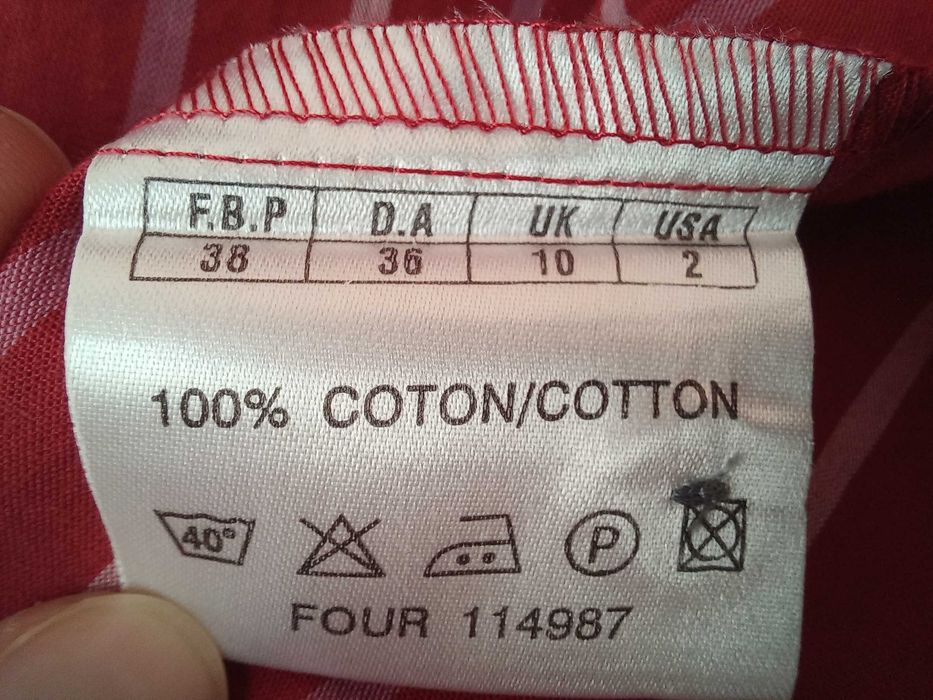 F.B.P D.A UK USA
38 36 10 2
100% COTON/COTTON
40° P
FOUR 114987